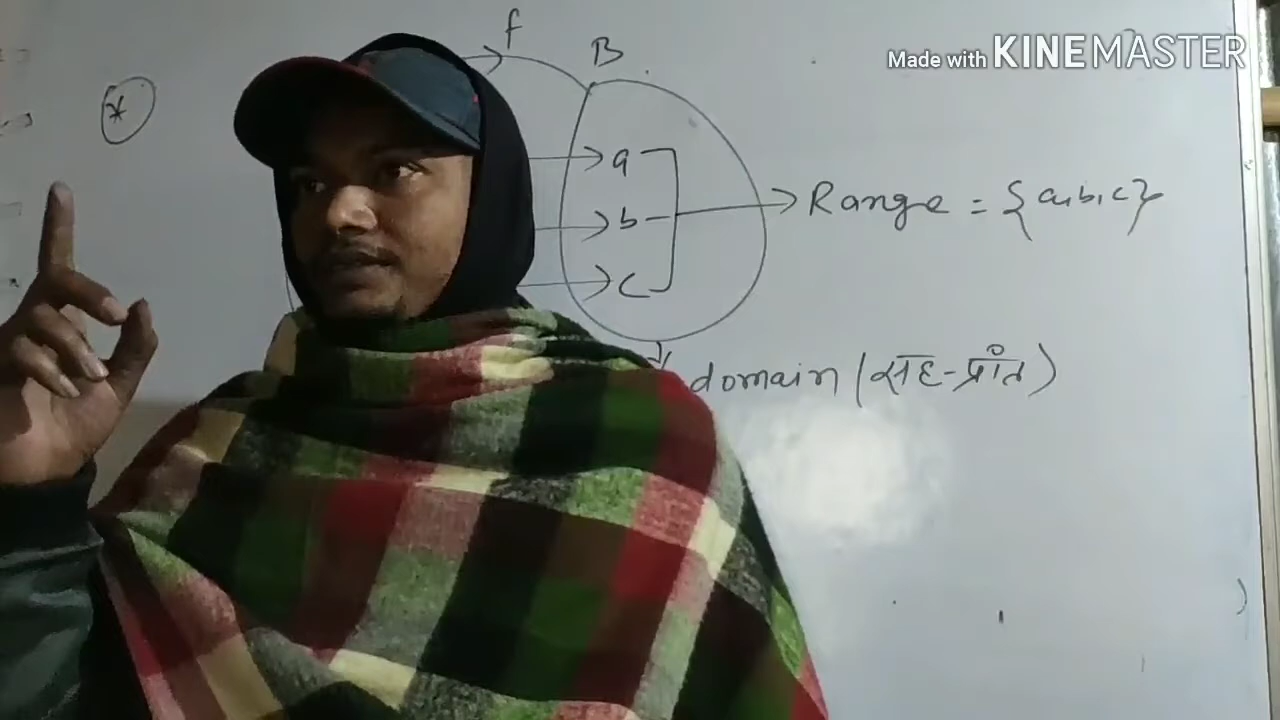 Made with KINEMASTER
f
B
*
a
b
c
Range = {a,b,c}
domain (सह-प्रांत)